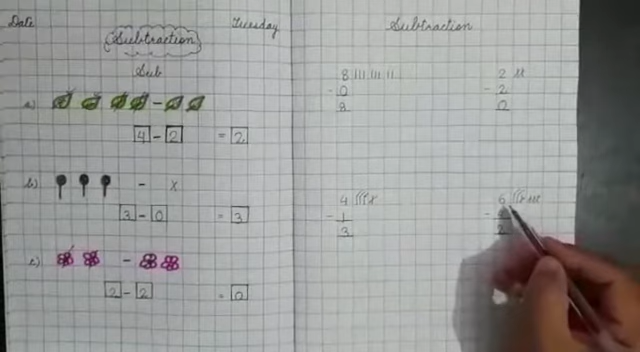 Date Tuesday
Subtraction
Sub
a) -
4 - 2 = 2
b) - x
3 - 0 = 3
c) -
2 - 2 = 0
Subtraction
8 2
- 0 - 2
8 0
4 6
- 1 -
3 2